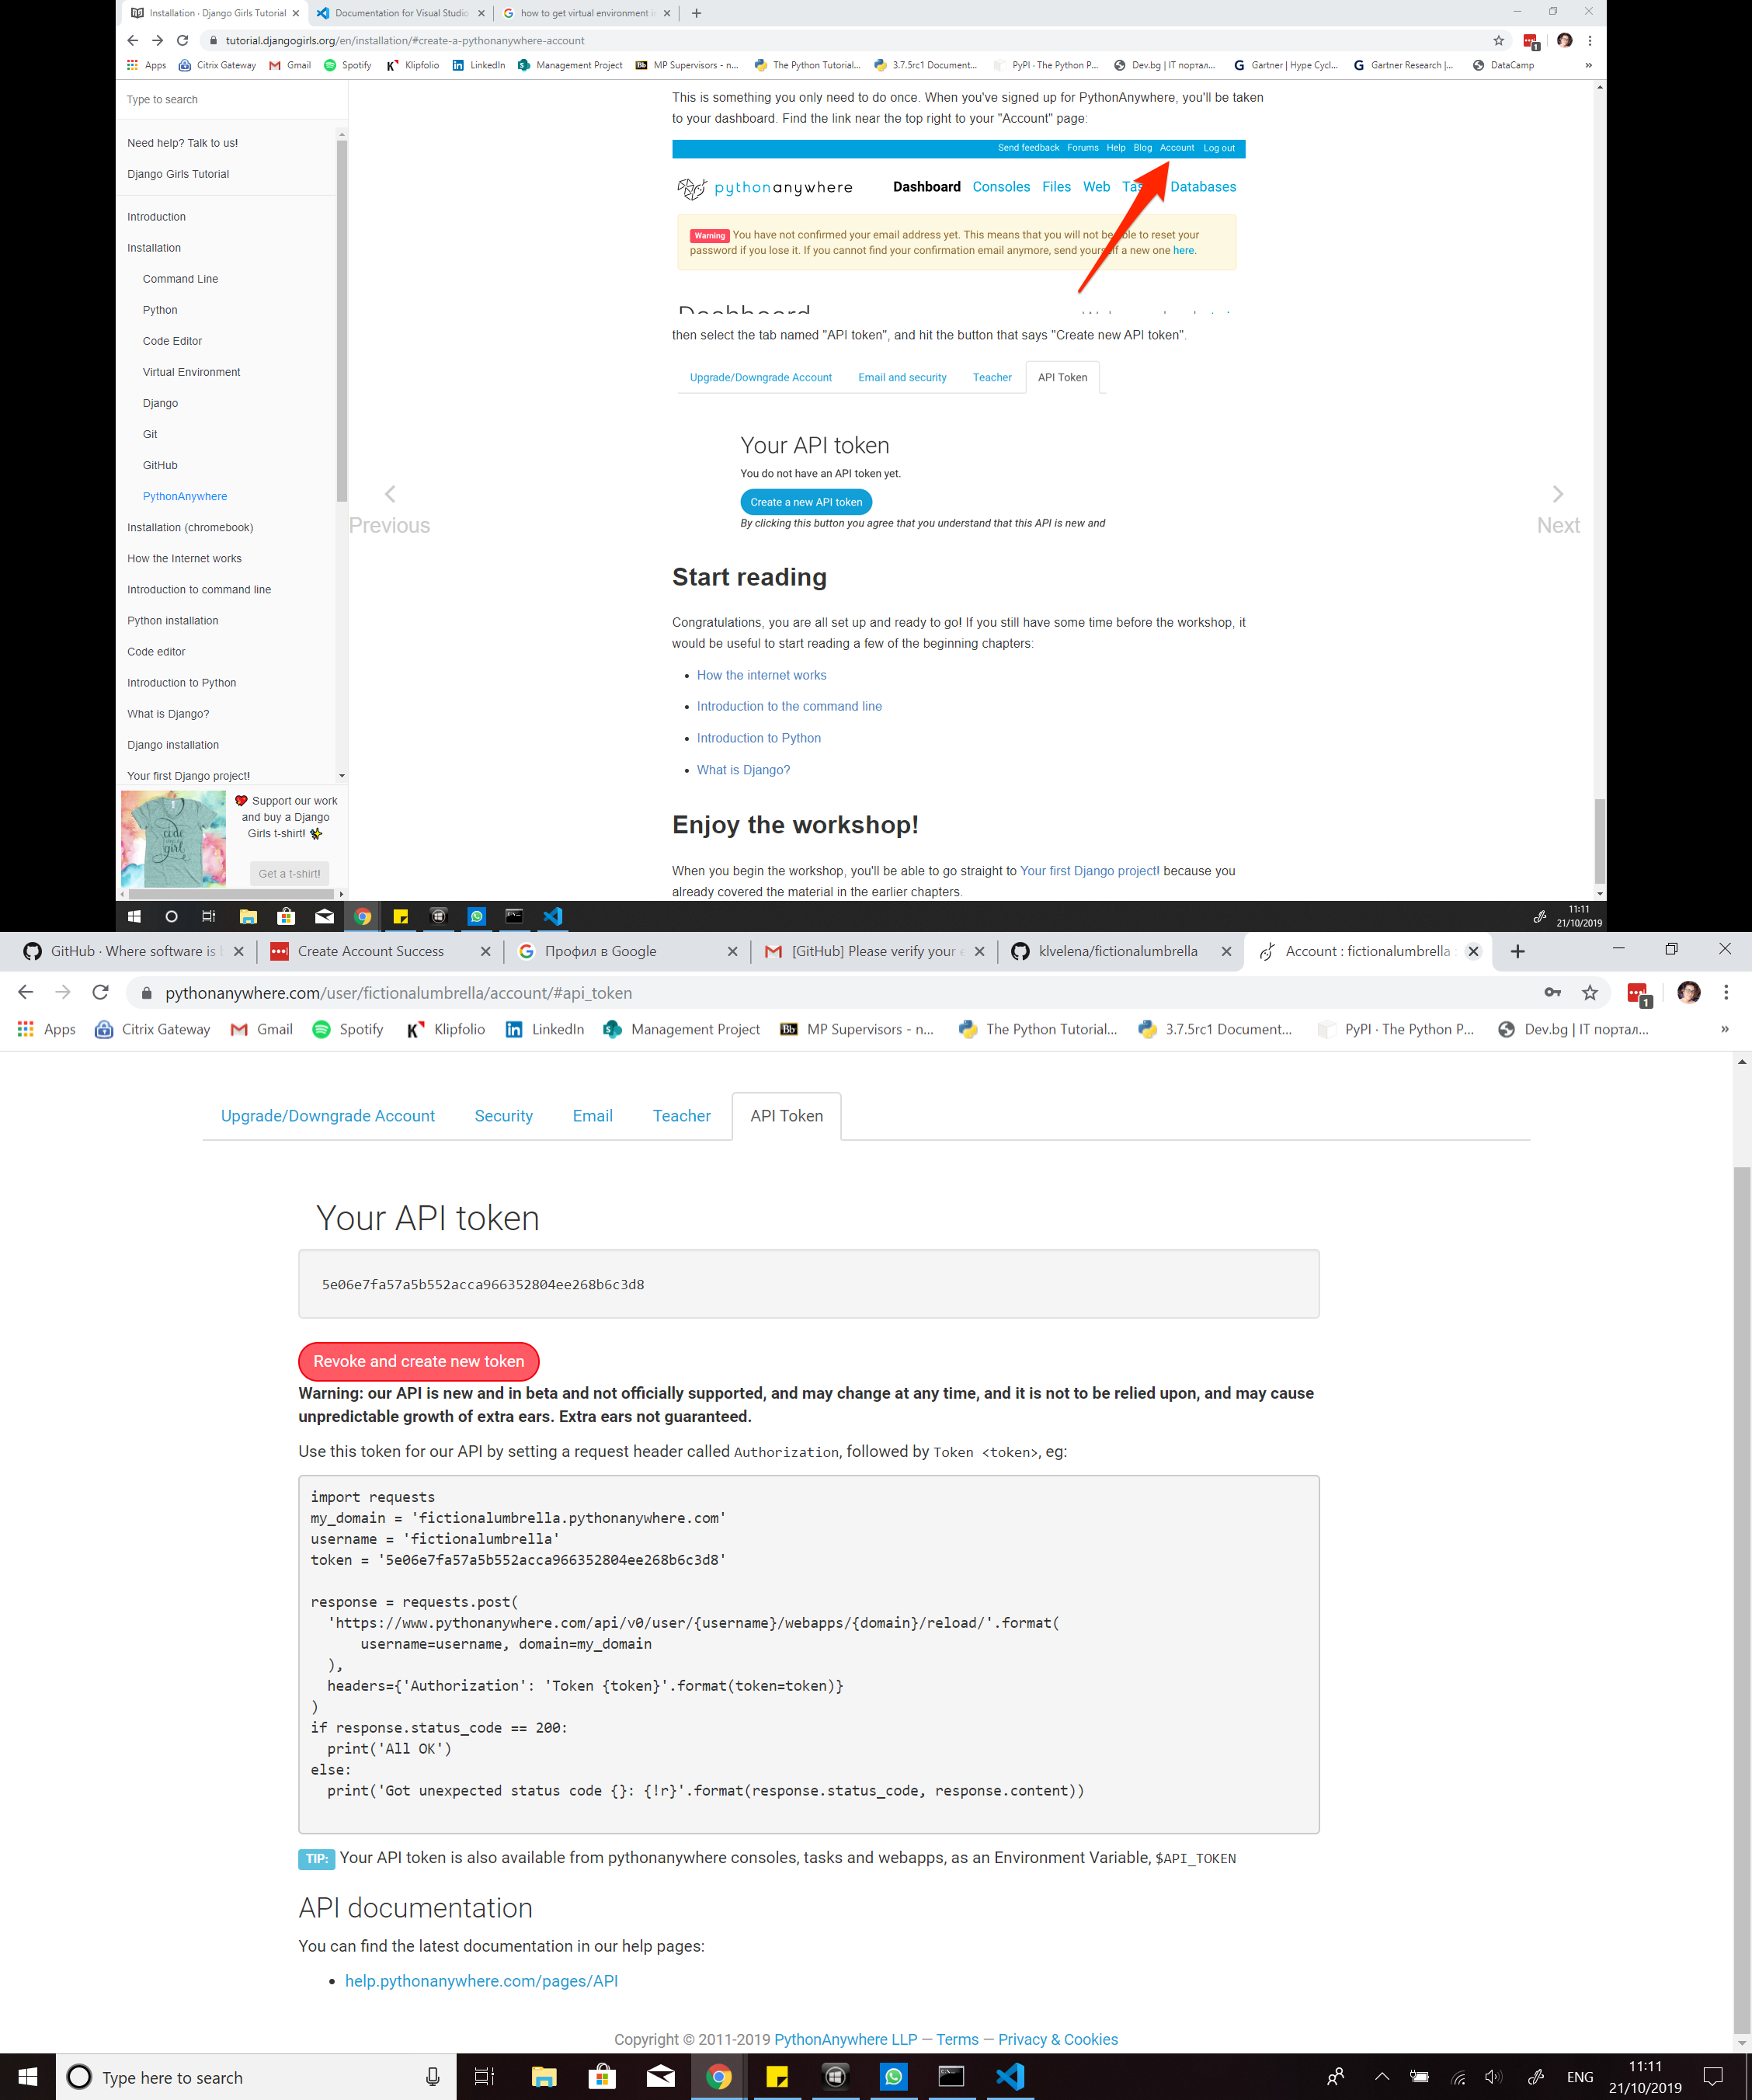 Installation · Django Girls Tutorial
Documentation for Visual Studio
how to get virtual environment i
tutorial.djangogirls.org/en/installation/#create-a-pythonanywhere-account
Apps Citrix Gateway Gmail Spotify Klipfolio LinkedIn Management Project MP Supervisors - n... The Python Tutorial... 3.7.5rc1 Document... PyPI · The Python P... Dev.bg | IT портал... Gartner | Hype Cycl... Gartner Research |... DataCamp »
Type to search
Need help? Talk to us!
Django Girls Tutorial
Introduction
Installation
Command Line
Python
Code Editor
Virtual Environment
Django
Git
GitHub
PythonAnywhere
Installation (chromebook)
How the Internet works
Introduction to command line
Python installation
Code editor
Introduction to Python
What is Django?
Django installation
Your first Django project!
code
girl
Support our work
and buy a Django
Girls t-shirt!
Get a t-shirt!
Previous
This is something you only need to do once. When you've signed up for PythonAnywhere, you'll be taken
to your dashboard. Find the link near the top right to your "Account" page:
Send feedback Forums Help Blog Account Log out
pythonanywhere
Dashboard Consoles Files Web Databases
Warning You have not confirmed your email address yet. This means that you will not be able to reset your
password if you lose it. If you cannot find your confirmation email anymore, send yourself a new one here.
Dashboard
then select the tab named "API token", and hit the button that says "Create new API token".
Upgrade/Downgrade Account Email and security Teacher API Token
Your API token
You do not have an API token yet.
Create a new API token
By clicking this button you agree that you understand that this API is new and
Start reading
Congratulations, you are all set up and ready to go! If you still have some time before the workshop, it
would be useful to start reading a few of the beginning chapters:
• How the internet works
• Introduction to the command line
• Introduction to Python
• What is Django?
Enjoy the workshop!
When you begin the workshop, you'll be able to go straight to Your first Django project! because you
already covered the material in the earlier chapters.
Next
11:11
21/10/2019
GitHub · Where software is
Create Account Success
Профил в Google
[GitHub] Please verify your e
klvelena/fictionalumbrella
Account : fictionalumbrella
pythonanywhere.com/user/fictionalumbrella/account/#api_token
1
Apps Citrix Gateway Gmail Spotify Klipfolio LinkedIn Management Project MP Supervisors - n... The Python Tutorial... 3.7.5rc1 Document... PyPI · The Python P... Dev.bg | IT портал... »
Upgrade/Downgrade Account Security Email Teacher API Token
Your API token
5e06e7fa57a5b552acca966352804ee268b6c3d8
Revoke and create new token
Warning: our API is new and in beta and not officially supported, and may change at any time, and it is not to be relied upon, and may cause
unpredictable growth of extra ears. Extra ears not guaranteed.
Use this token for our API by setting a request header called Authorization, followed by Token <token>, eg:
import requests
my_domain = 'fictionalumbrella.pythonanywhere.com'
username = 'fictionalumbrella'
token = '5e06e7fa57a5b552acca966352804ee268b6c3d8'
response = requests.post(
'https://www.pythonanywhere.com/api/v0/user/{username}/webapps/{domain}/reload/'.format(
username=username, domain=my_domain
),
headers={'Authorization': 'Token {token}'.format(token=token)}
)
if response.status_code == 200:
print('All OK')
else:
print('Got unexpected status code {}: {!r}'.format(response.status_code, response.content))
TIP: Your API token is also available from pythonanywhere consoles, tasks and webapps, as an Environment Variable, $API_TOKEN
API documentation
You can find the latest documentation in our help pages:
• help.pythonanywhere.com/pages/API
Copyright © 2011-2019 PythonAnywhere LLP — Terms — Privacy & Cookies
Type here to search
ENG
11:11
21/10/2019